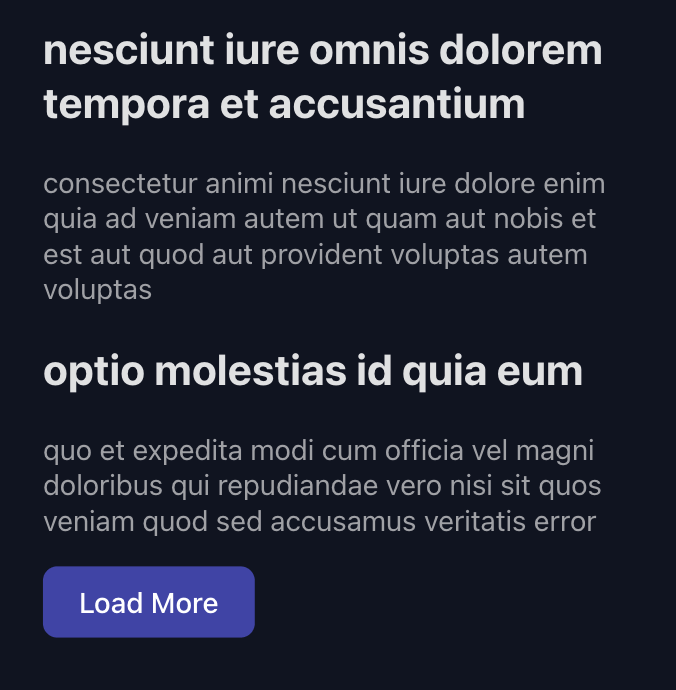 nesciunt iure omnis dolorem
tempora et accusantium
consectetur animi nesciunt iure dolore enim
quia ad veniam autem ut quam aut nobis et
est aut quod aut provident voluptas autem
voluptas
optio molestias id quia eum
quo et expedita modi cum officia vel magni
doloribus qui repudiandae vero nisi sit quos
veniam quod sed accusamus veritatis error
Load More